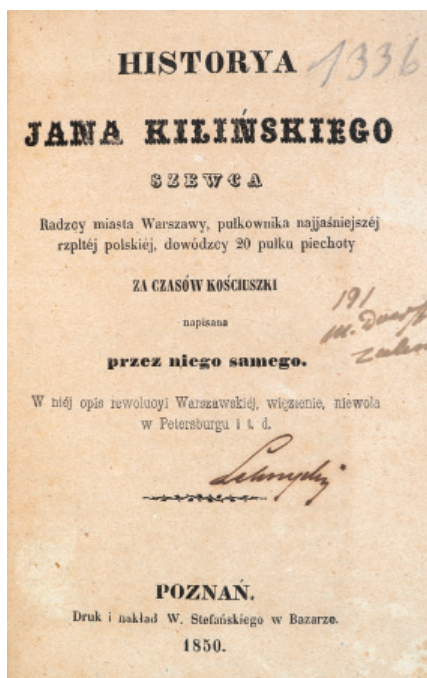 HISTORYA
1336
JANA KILIŃSKIEGO
SZEWCA
Radzcy miasta Warszawy, pułkownika najjaśniejszéj
rzpltéj polskiéj, dowódzcy 20 pułku piechoty
ZA CZASÓW KOŚCIUSZKI
191
napisana
przez niego samego.
W niéj opis rewolucyi Warszawskiéj, więzienie, niewola
w Petersburgu i t. d.
POZNAŃ.
Druk i nakład W. Stefańskiego w Bazarze.
1850.